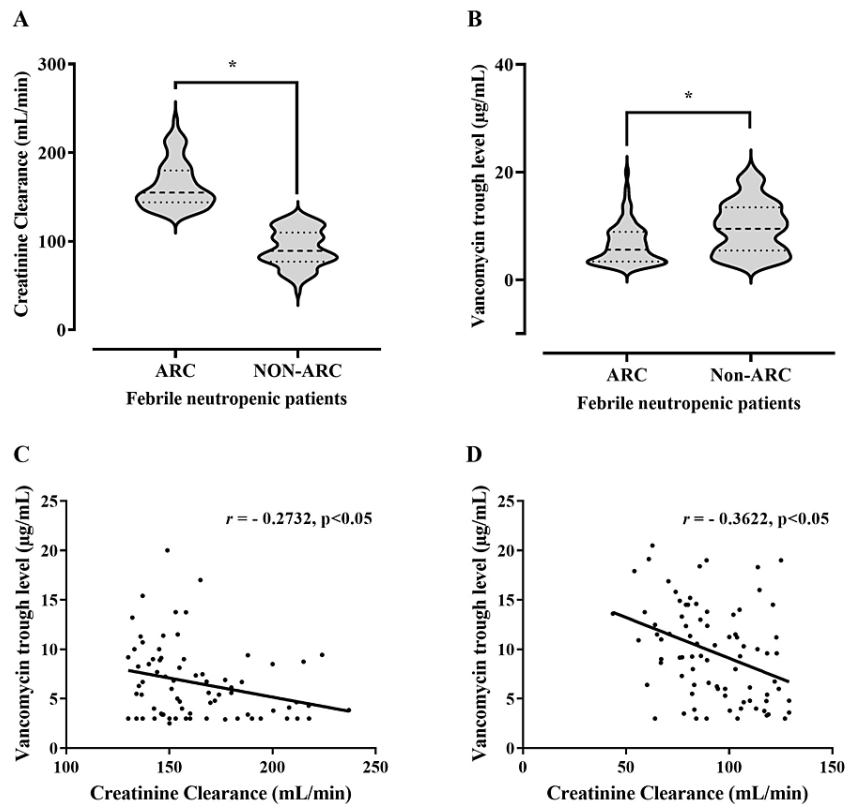 A
Creatinine Clearance (mL/min)
300
200
100
0
*
ARC
NON-ARC
Febrile neutropenic patients
B
Vancomycin trough level (µg/mL)
40
20
0
*
ARC
Non-ARC
Febrile neutropenic patients
C
Vancomycin trough level (µg/mL)
25
20
15
10
5
0
r = - 0.2732, p<0.05
100
150
200
250
Creatinine Clearance (mL/min)
D
Vancomycin trough level (µg/mL)
25
20
15
10
5
0
r = - 0.3622, p<0.05
0
50
100
150
Creatinine Clearance (mL/min)